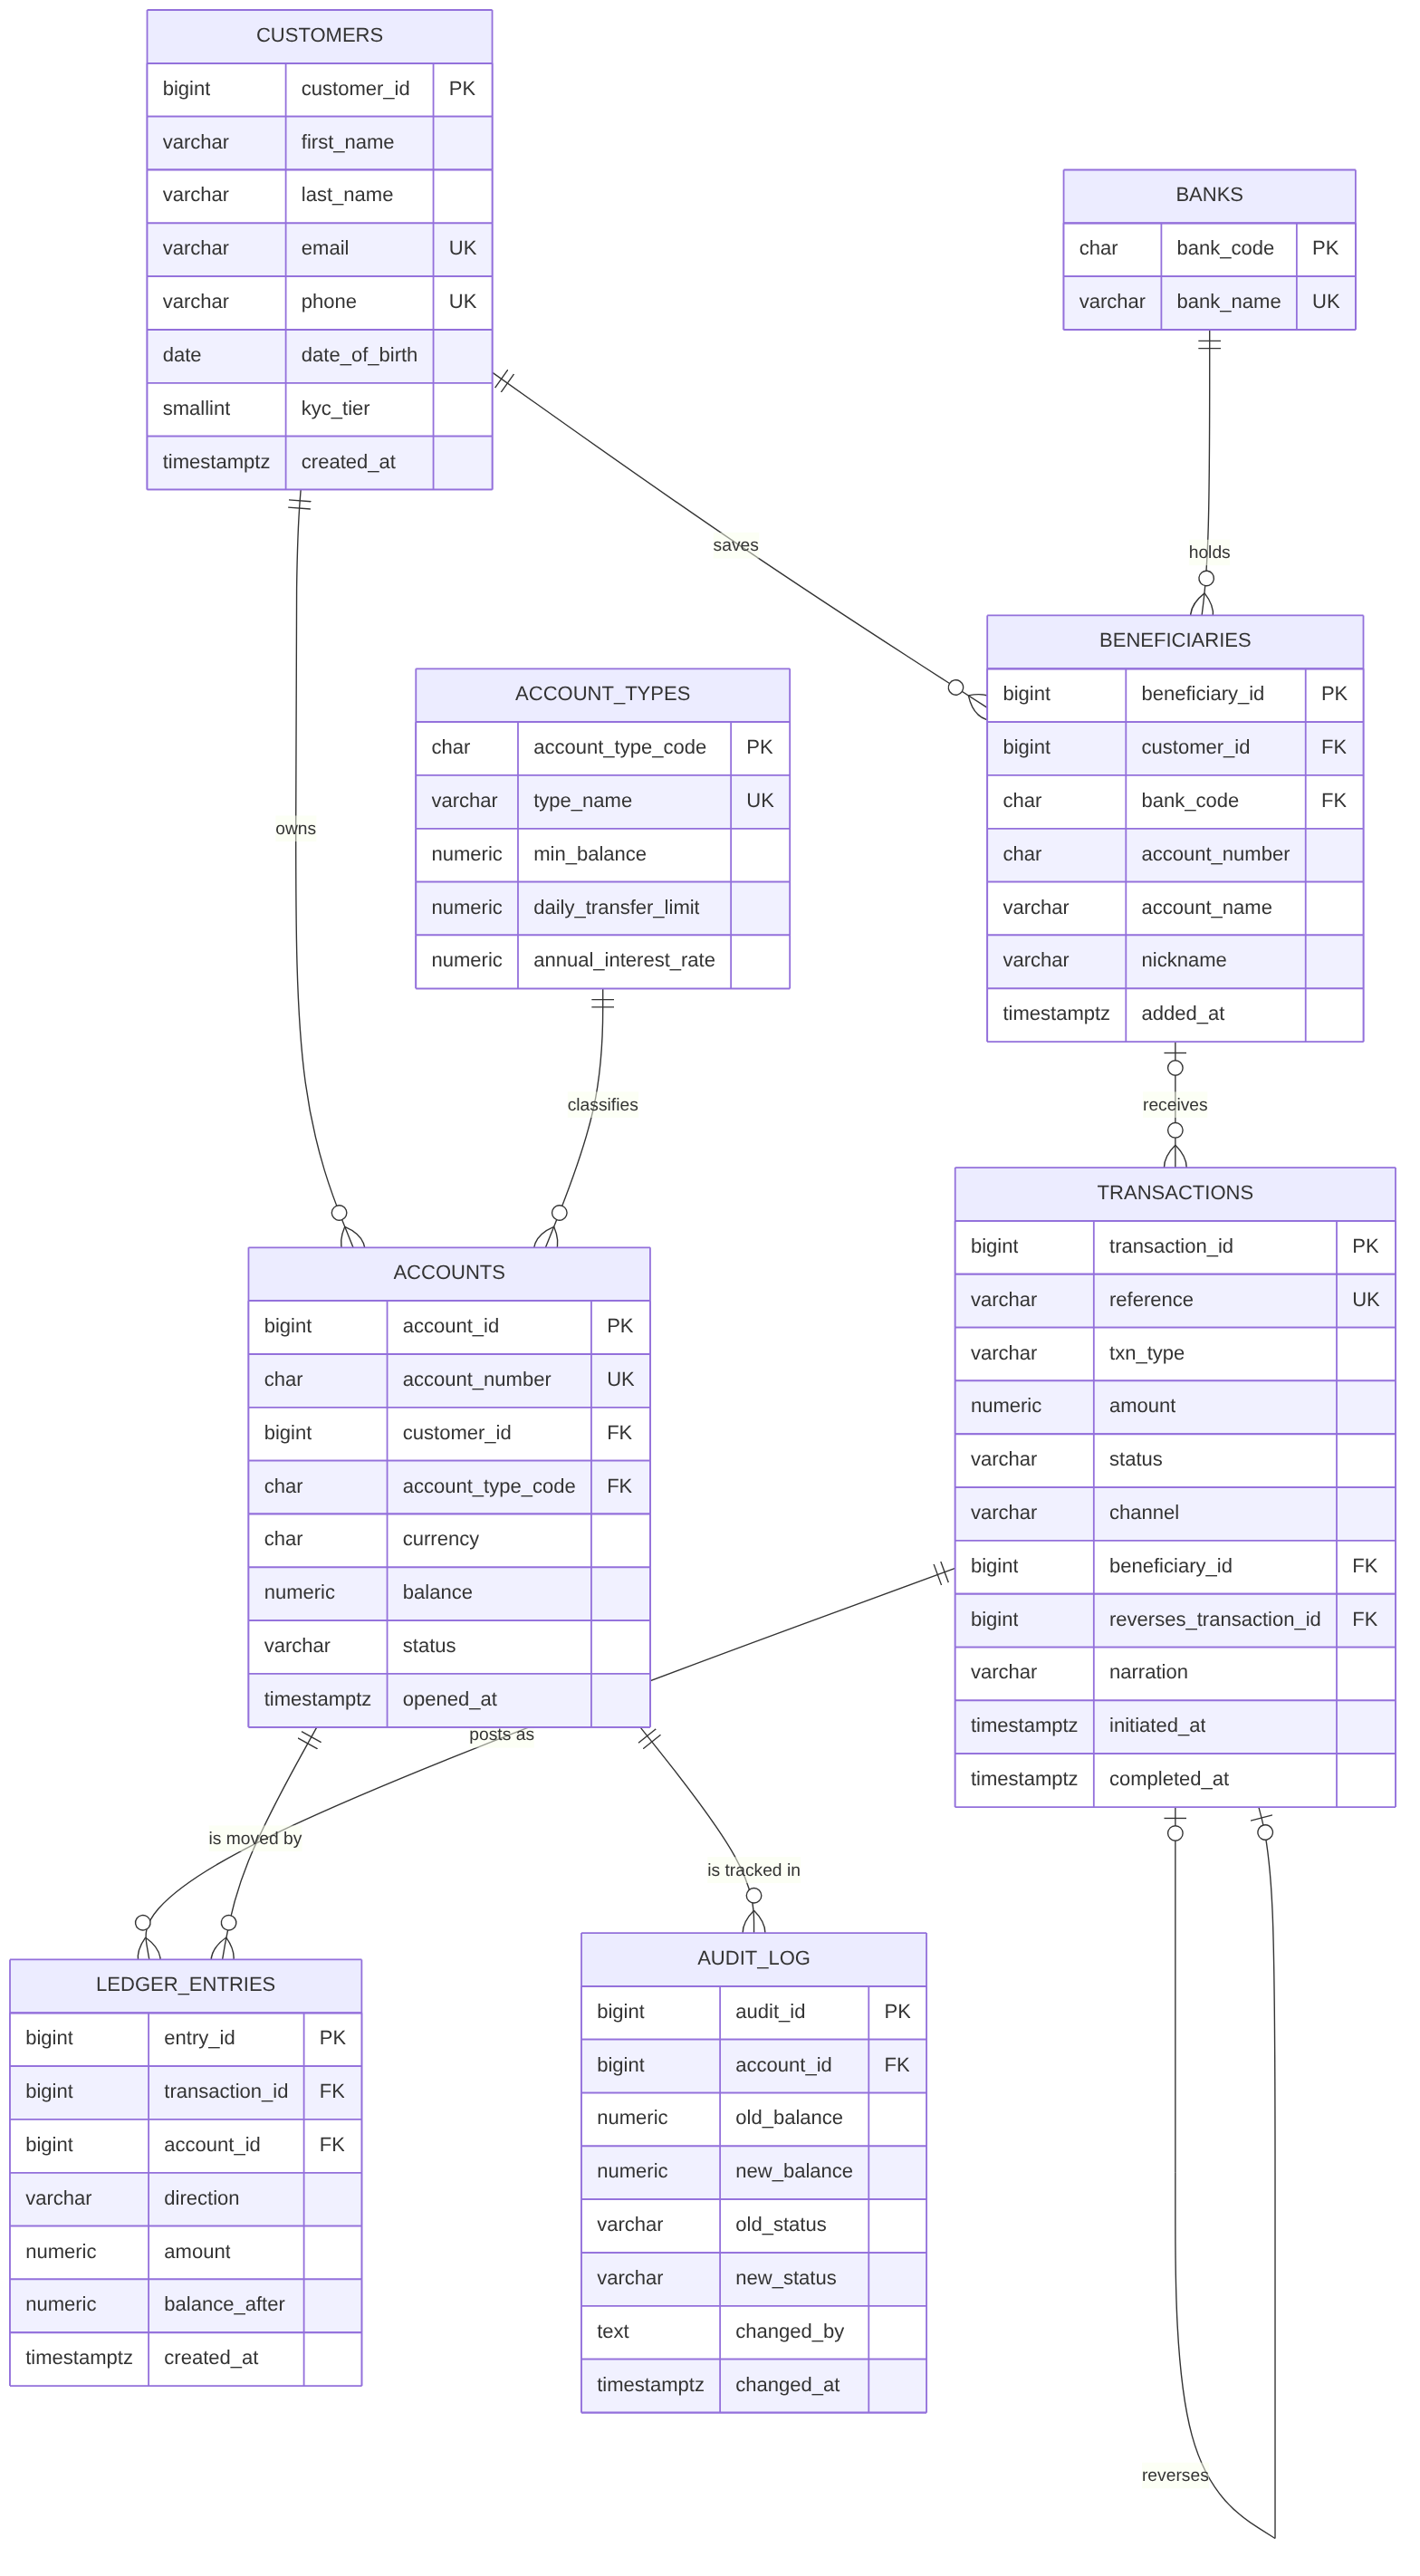 CUSTOMERS
bigint customer_id PK
varchar first_name
varchar last_name
varchar email UK
varchar phone UK
date date_of_birth
smallint kyc_tier
timestamptz created_at
BANKS
char bank_code PK
varchar bank_name UK
saves
holds
owns
ACCOUNT_TYPES
char account_type_code PK
varchar type_name UK
numeric min_balance
numeric daily_transfer_limit
numeric annual_interest_rate
BENEFICIARIES
bigint beneficiary_id PK
bigint customer_id FK
char bank_code FK
char account_number
varchar account_name
varchar nickname
timestamptz added_at
classifies
receives
ACCOUNTS
bigint account_id PK
char account_number UK
bigint customer_id FK
char account_type_code FK
char currency
numeric balance
varchar status
timestamptz opened_at
TRANSACTIONS
bigint transaction_id PK
varchar reference UK
varchar txn_type
numeric amount
varchar status
varchar channel
bigint beneficiary_id FK
bigint reverses_transaction_id FK
varchar narration
timestamptz initiated_at
timestamptz completed_at
posts as
is moved by
is tracked in
LEDGER_ENTRIES
bigint entry_id PK
bigint transaction_id FK
bigint account_id FK
varchar direction
numeric amount
numeric balance_after
timestamptz created_at
AUDIT_LOG
bigint audit_id PK
bigint account_id FK
numeric old_balance
numeric new_balance
varchar old_status
varchar new_status
text changed_by
timestamptz changed_at
reverses